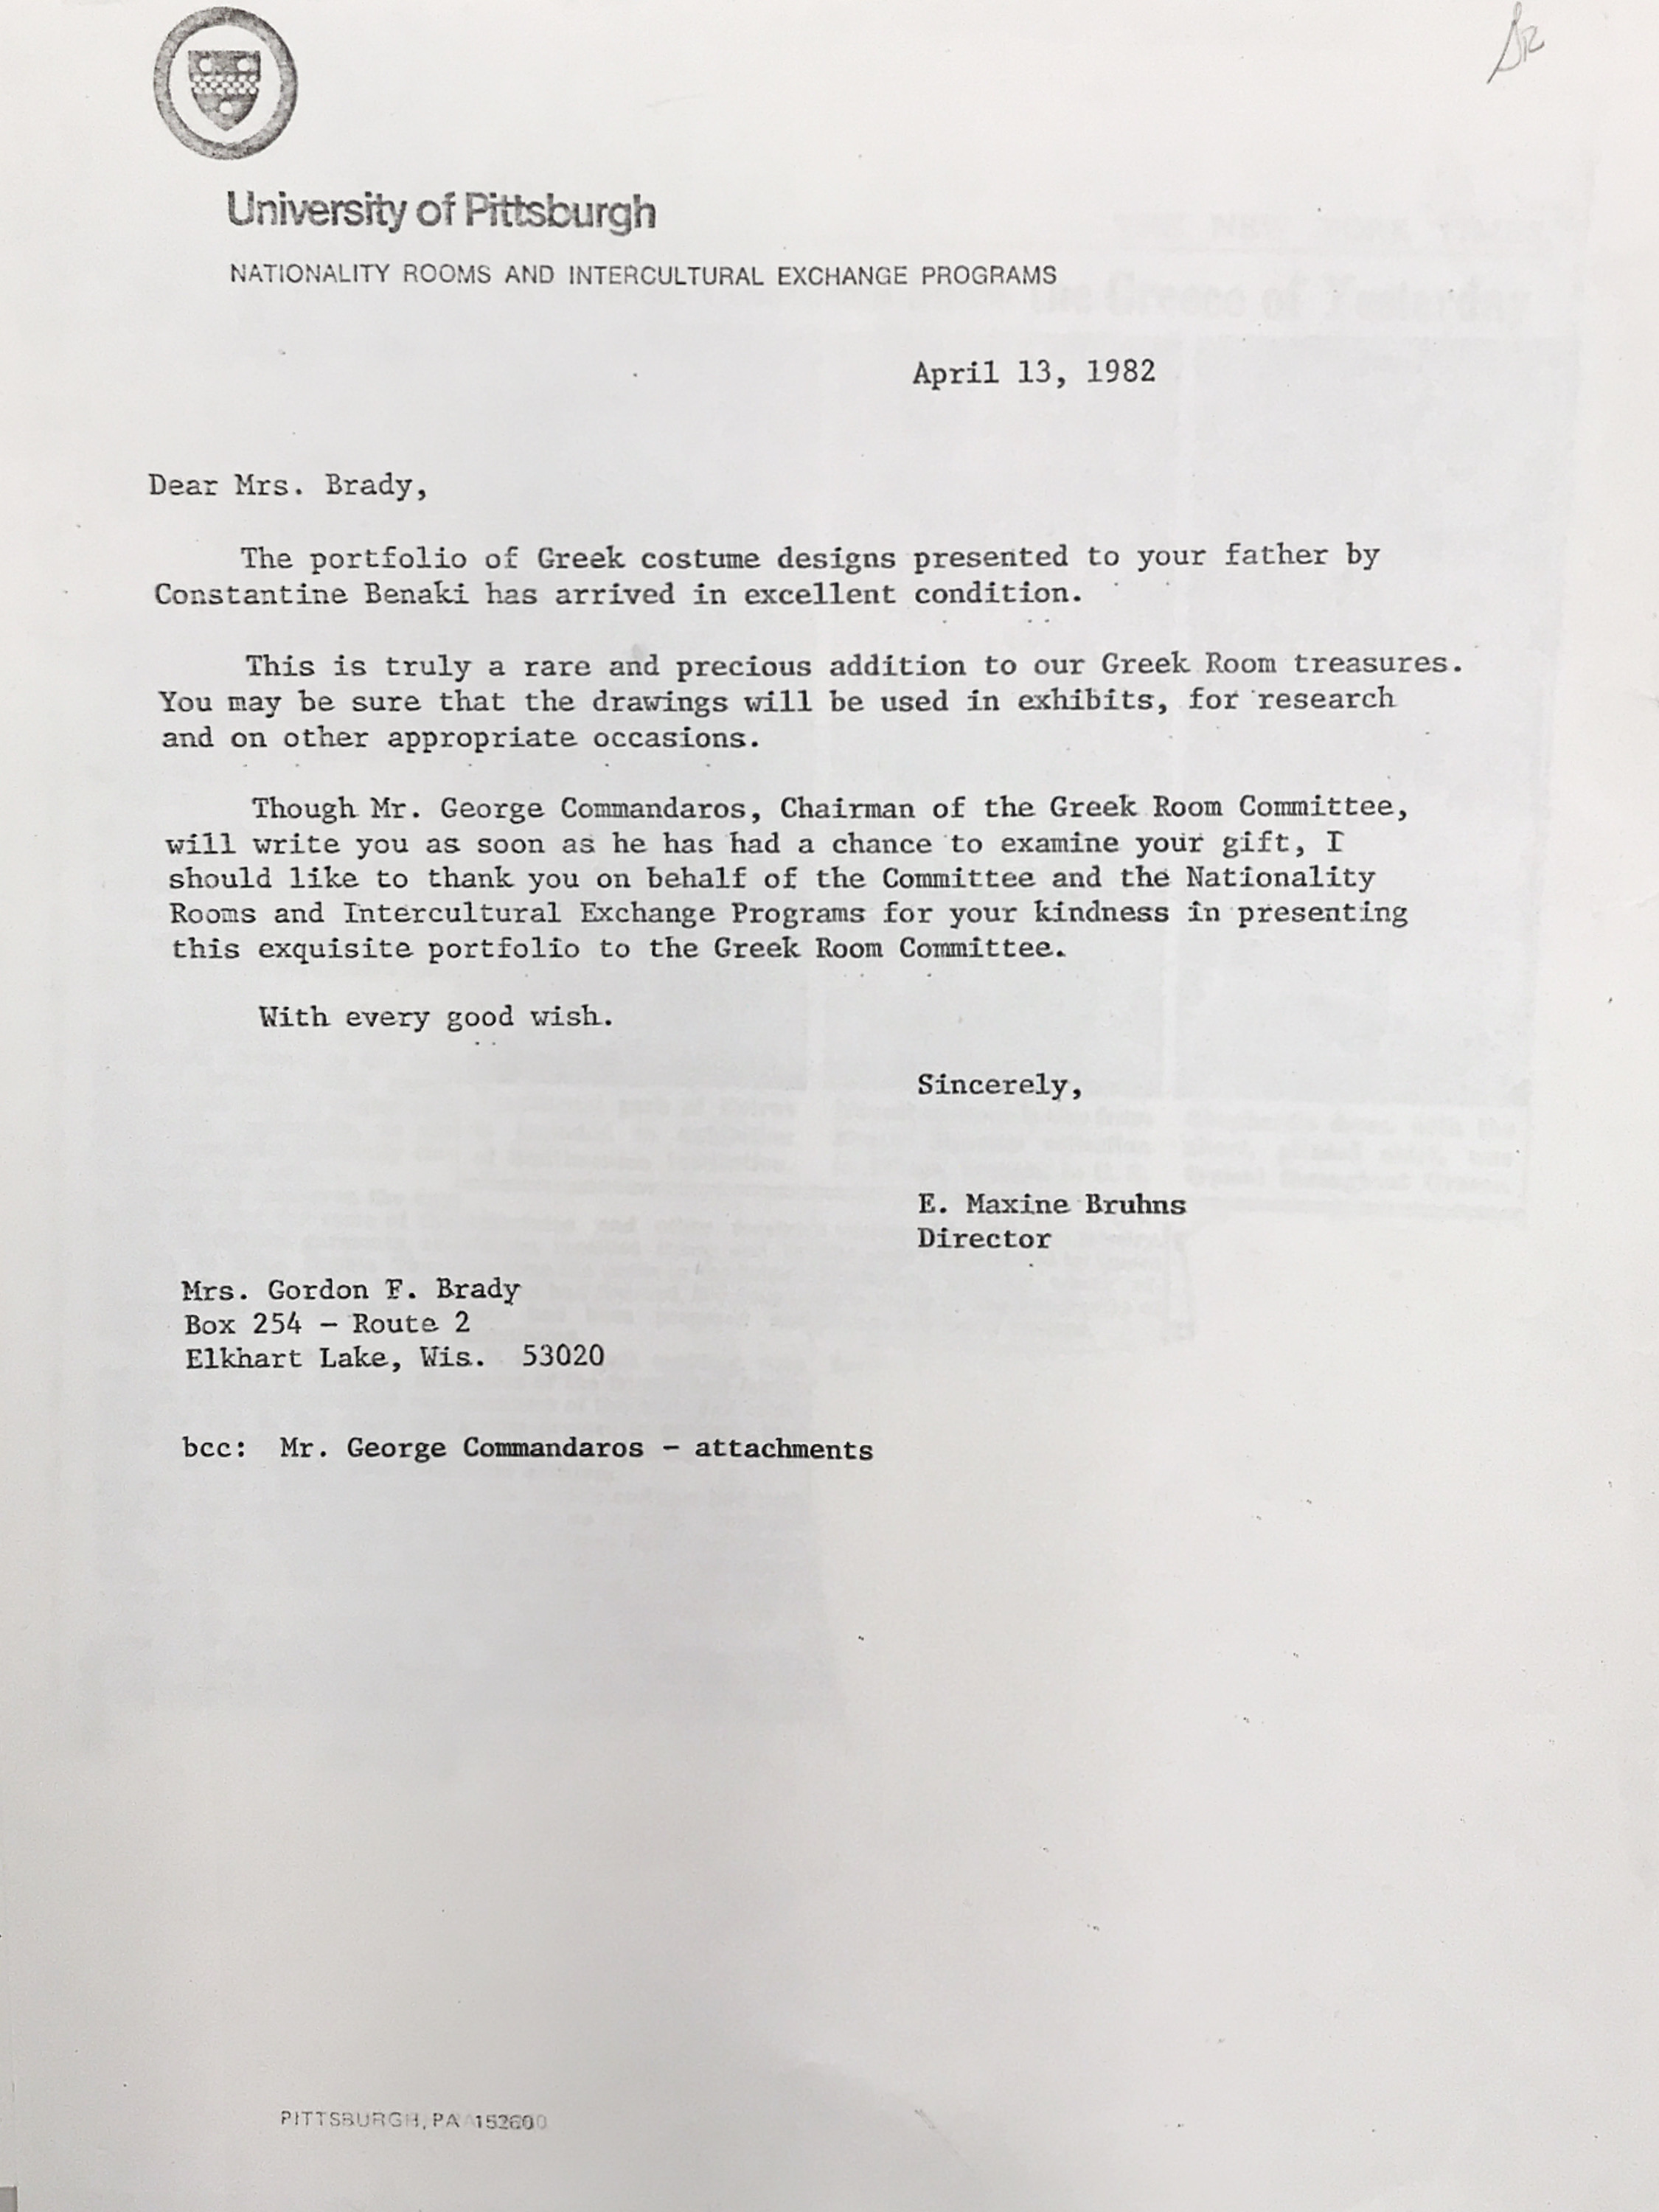 University of Pittsburgh
NATIONALITY ROOMS AND INTERCULTURAL EXCHANGE PROGRAMS
April 13, 1982
Dear Mrs. Brady,
The portfolio of Greek costume designs presented to your father by
Constantine Benaki has arrived in excellent condition.
This is truly a rare and precious addition to our Greek Room treasures.
You may be sure that the drawings will be used in exhibits, for research
and on other appropriate occasions.
Though Mr. George Commandaros, Chairman of the Greek Room Committee,
will write you as soon as he has had a chance to examine your gift, I
should like to thank you on behalf of the Committee and the Nationality
Rooms and Intercultural Exchange Programs for your kindness in presenting
this exquisite portfolio to the Greek Room Committee.
With every good wish.
Sincerely,
E. Maxine Bruhns
Director
Mrs. Gordon F. Brady
Box 254 - Route 2
Elkhart Lake, Wis. 53020
bcc: Mr. George Commandaros - attachments
PITTSBURGH, PA 15260